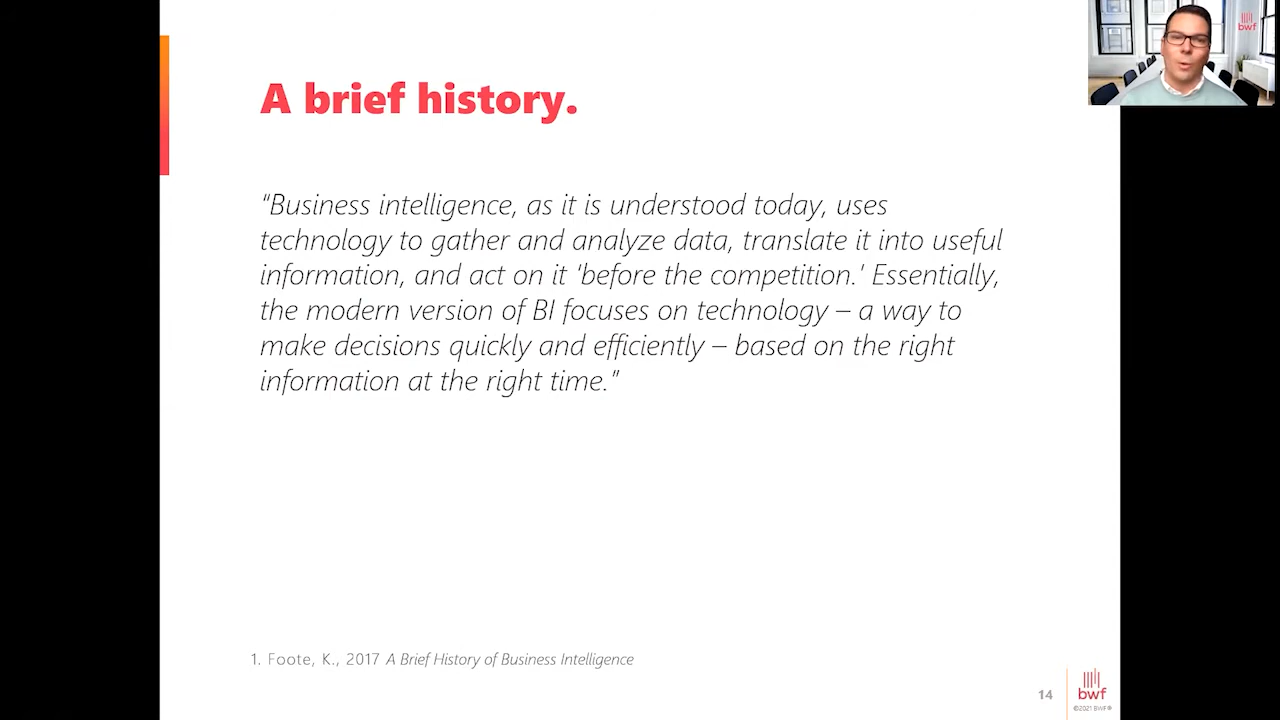 A brief history.
"Business intelligence, as it is understood today, uses
technology to gather and analyze data, translate it into useful
information, and act on it 'before the competition.' Essentially,
the modern version of BI focuses on technology – a way to
make decisions quickly and efficiently – based on the right
information at the right time."
1. Foote, K., 2017 A Brief History of Business Intelligence
14
bwf
©2021 BWF®
bwf